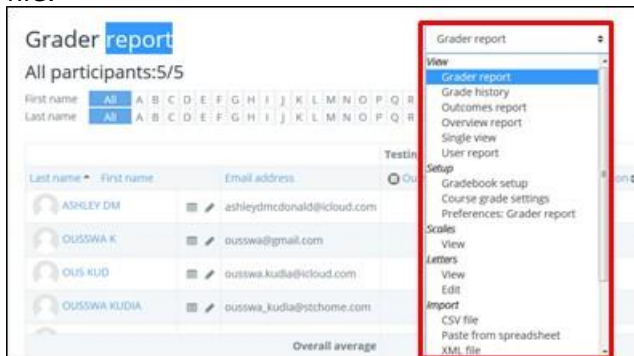 Grader report
All participants:5/5
First name All A B C D E F G H I J K L M N O P Q R
Last name All A B C D E F G H I J K L M N O P Q R
Testin
Last name First name Email address Ou on
ASHLEY DM ashleydmcdonald@icloud.com
OUSSWA K ousswa@gmail.com
OUS KUD ousswa.kudia@icloud.com
OUSSWA KUDIA ousswa_kudia@stchome.com
Overall average
Grader report
View
Grader report
Grade history
Outcomes report
Overview report
Single view
User report
Setup
Gradebook setup
Course grade settings
Preferences: Grader report
Scales
View
Letters
View
Edit
Import
CSV file
Paste from spreadsheet
XML file